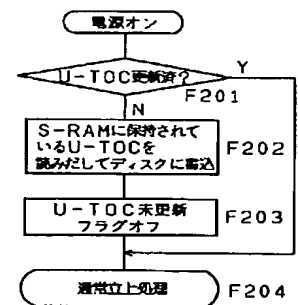 電源オン
U-TOC更新済?
Y
F201
N
S-RAMに保持されて
いるU-TOCを
読みだしてディスクに書込
F202
U-TOC未更新
フラグオフ
F203
通常立上処理
F204